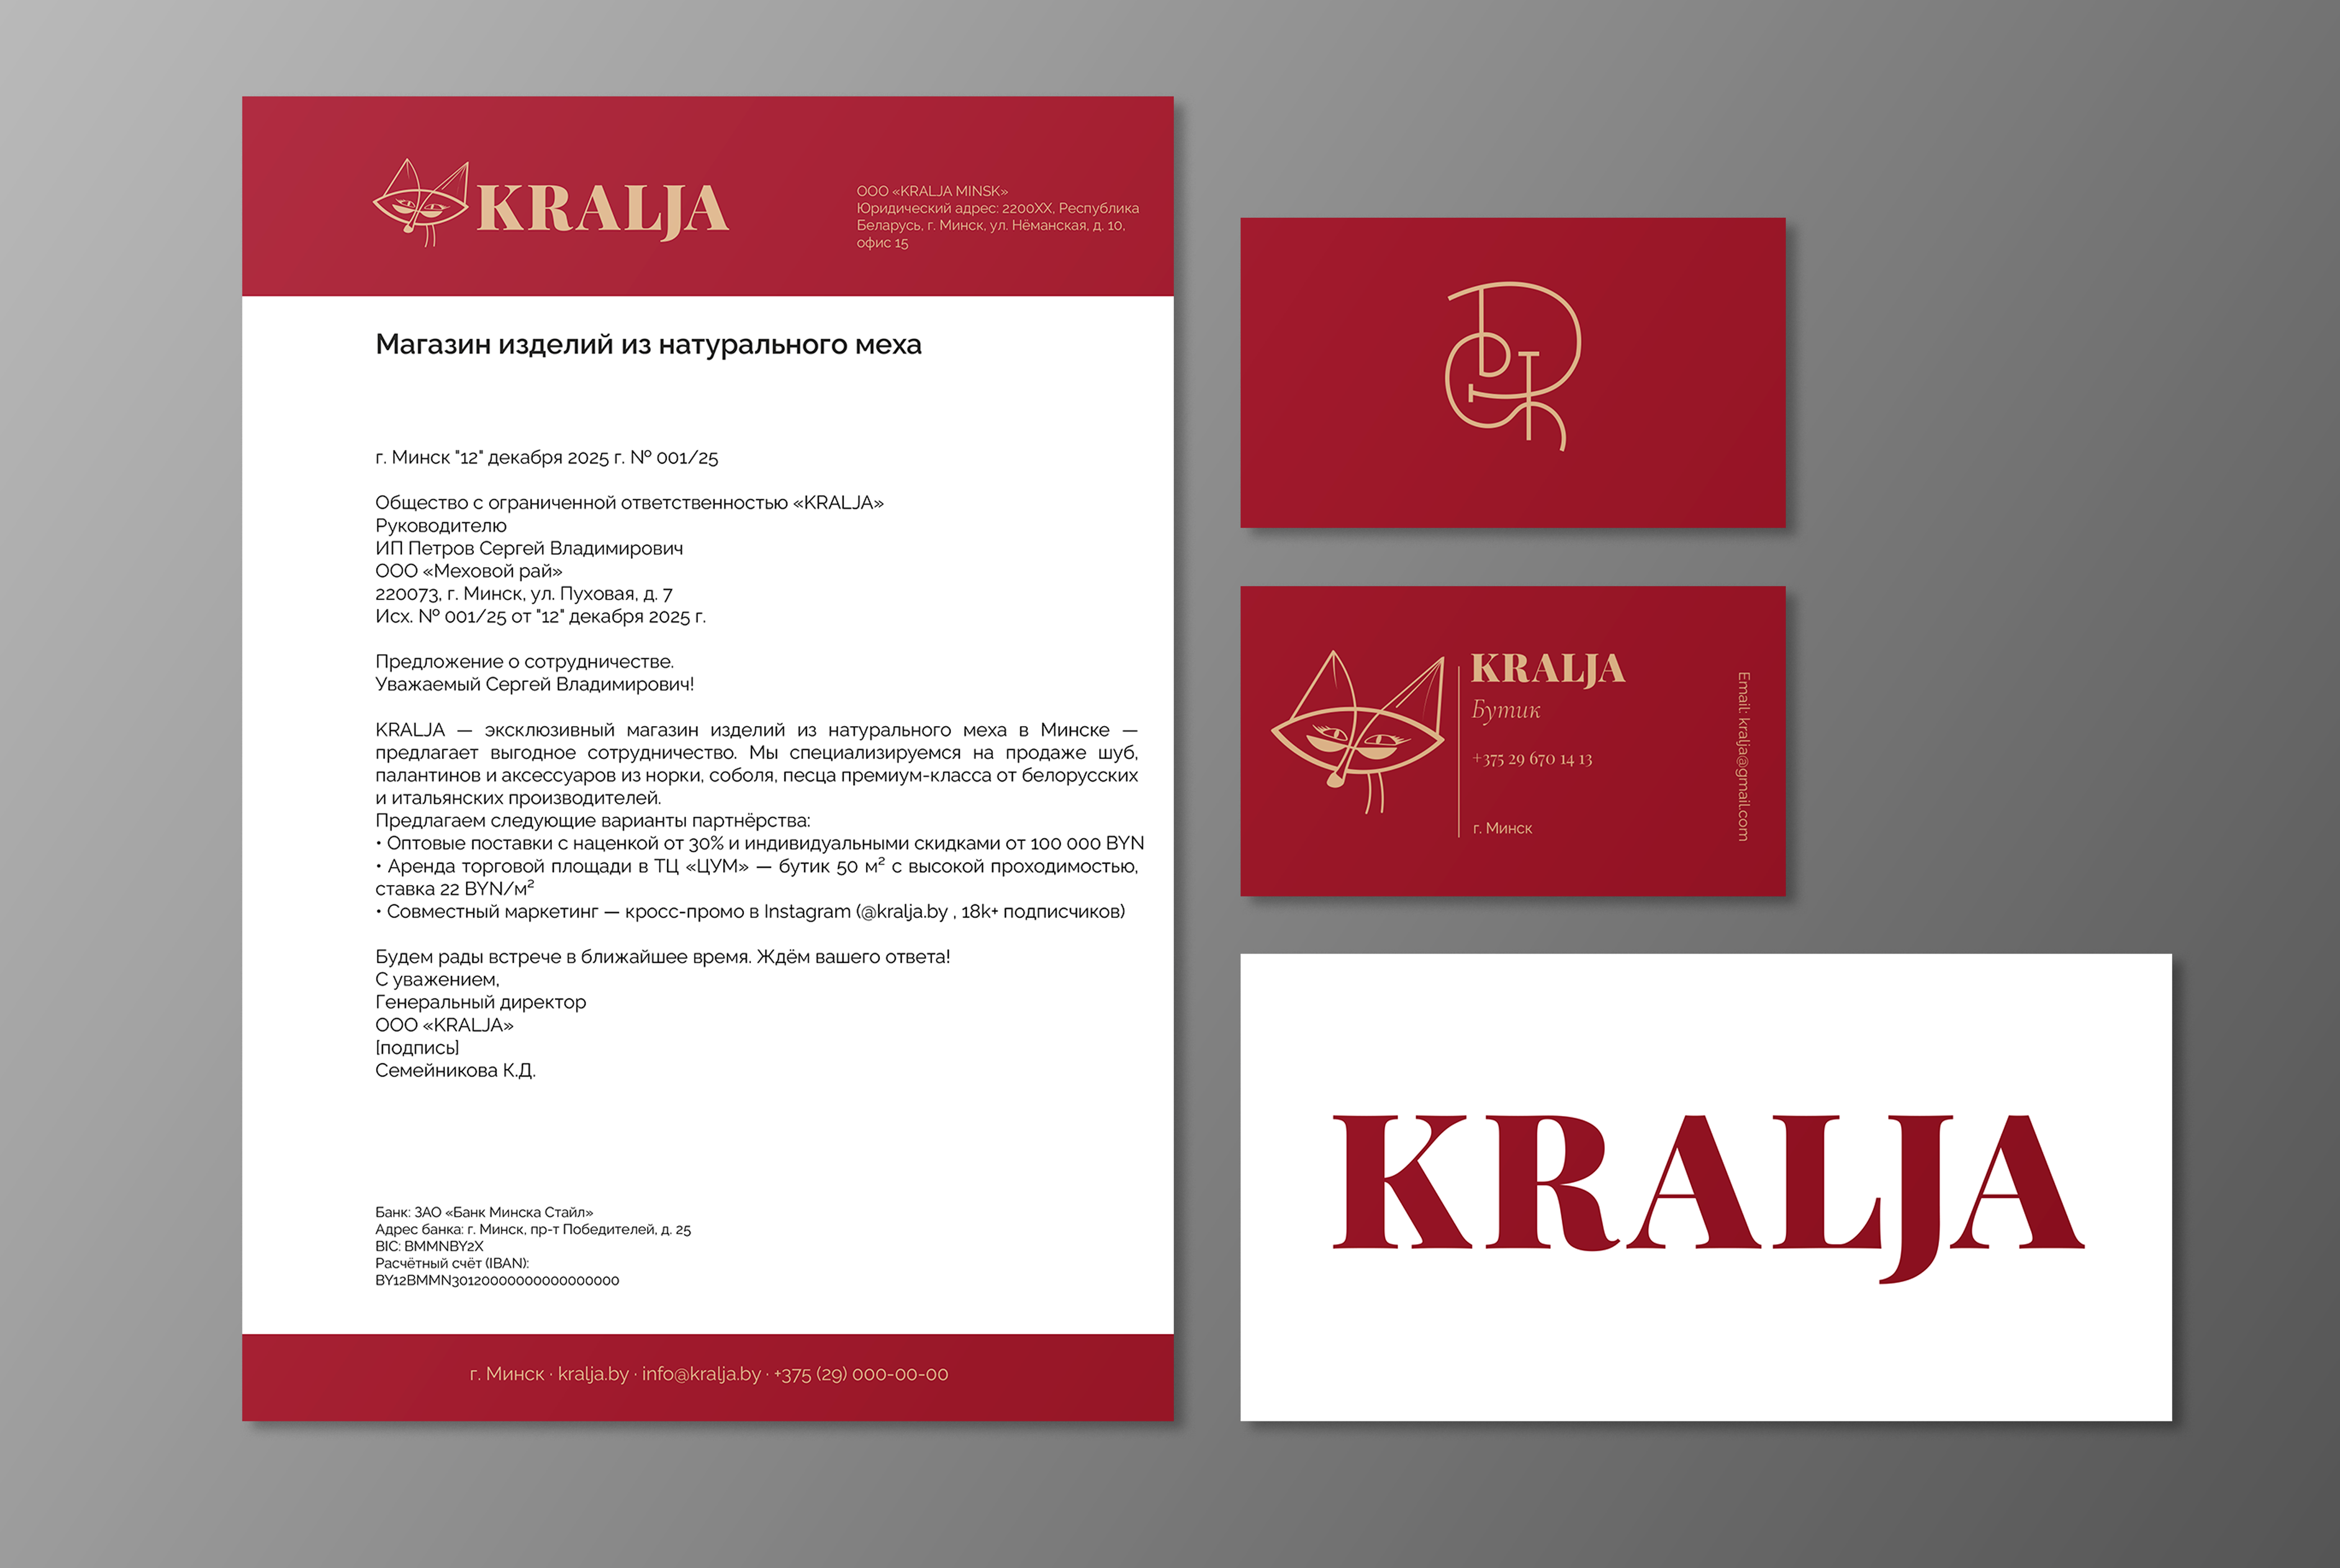 KRALJA
ООО «KRALJA MINSK»
Юридический адрес: 2200XX, Республика
Беларусь, г. Минск, ул. Нёманская, д. 10,
офис 15
Магазин изделий из натурального меха
г. Минск "12" декабря 2025 г. № 001/25
Общество с ограниченной ответственностью «KRALJA»
Руководителю
ИП Петров Сергей Владимирович
ООО «Меховой рай»
220073, г. Минск, ул. Пуховая, д. 7
Исх. № 001/25 от "12" декабря 2025 г.
Предложение о сотрудничестве.
Уважаемый Сергей Владимирович!
KRALJA — эксклюзивный магазин изделий из натурального меха в Минске —
предлагает выгодное сотрудничество. Мы специализируемся на продаже шуб,
палантинов и аксессуаров из норки, соболя, песца премиум-класса от белорусских
и итальянских производителей.
Предлагаем следующие варианты партнёрства:
• Оптовые поставки с наценкой от 30% и индивидуальными скидками от 100 000 BYN
• Аренда торговой площади в ТЦ «ЦУМ» — бутик 50 м² с высокой проходимостью,
ставка 22 BYN/м²
• Совместный маркетинг — кросс-промо в Instagram (@kralja.by , 18k+ подписчиков)
Будем рады встрече в ближайшее время. Ждём вашего ответа!
С уважением,
Генеральный директор
ООО «KRALJA»
[подпись]
Семейникова К.Д.
Банк: ЗАО «Банк Минска Стайл»
Адрес банка: г. Минск, пр-т Победителей, д. 25
BIC: BMMNBY2X
Расчётный счёт (IBAN):
BY12BMMN30120000000000000000
г. Минск · kralja.by · info@kralja.by · +375 (29) 000-00-00
KRALJA
Бутик
+375 29 670 14 13
г. Минск
Email: kralja@gmail.com
KRALJA